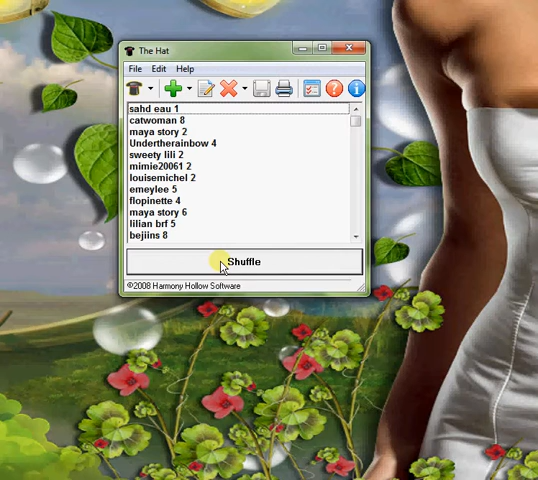 The Hat
File Edit Help
sahd eau 1
catwoman 8
maya story 2
Undertherainbow 4
sweety lili 2
mimie20061 2
louisemichel 2
emeylee 5
flopinette 4
maya story 6
lilian brf 5
bejiins 8
Shuffle
©2008 Harmony Hollow Software